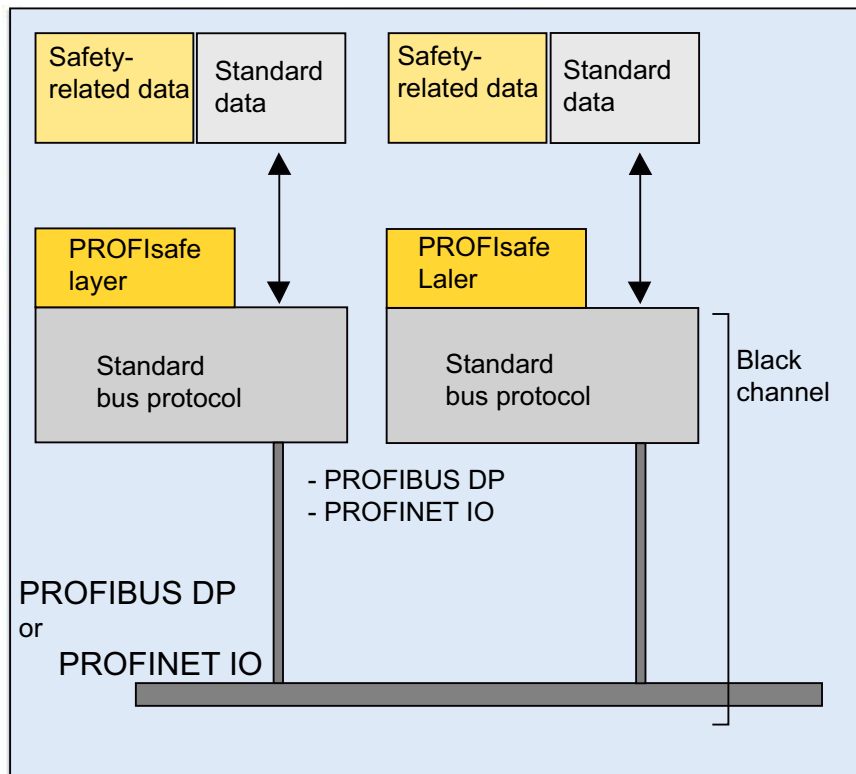 Safety-
related data
Standard
data
Safety-
related data
Standard
data
PROFIsafe
layer
PROFIsafe
Laler
Standard
bus protocol
Standard
bus protocol
Black
channel
- PROFIBUS DP
- PROFINET IO
PROFIBUS DP
or
PROFINET IO